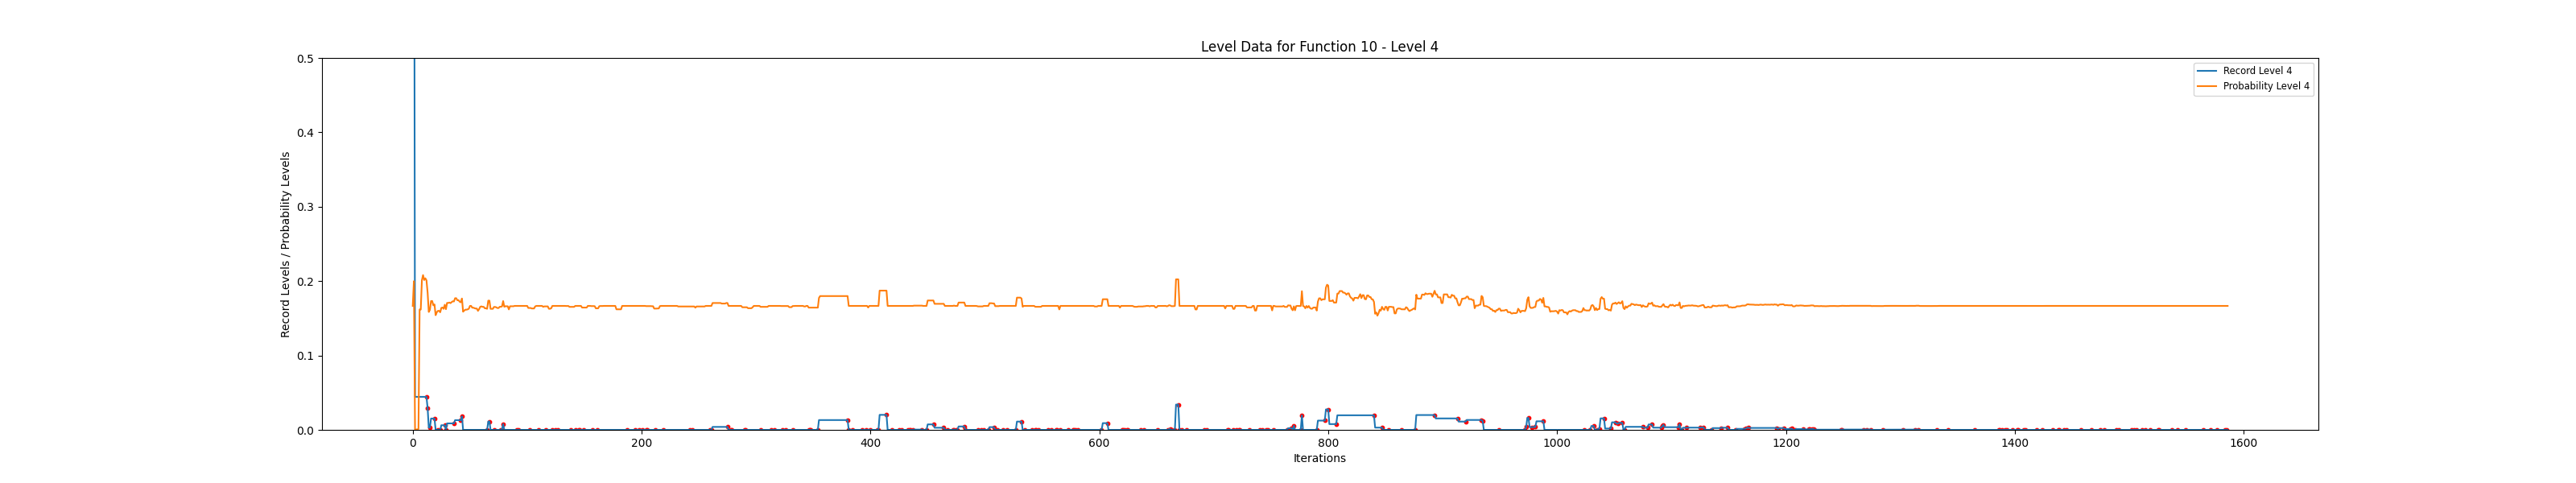 Level Data for Function 10 - Level 4
Record Levels / Probability Levels
0.5
0.4
0.3
0.2
0.1
0.0
Record Level 4
Probability Level 4
0 200 400 600 800 1000 1200 1400 1600
Iterations